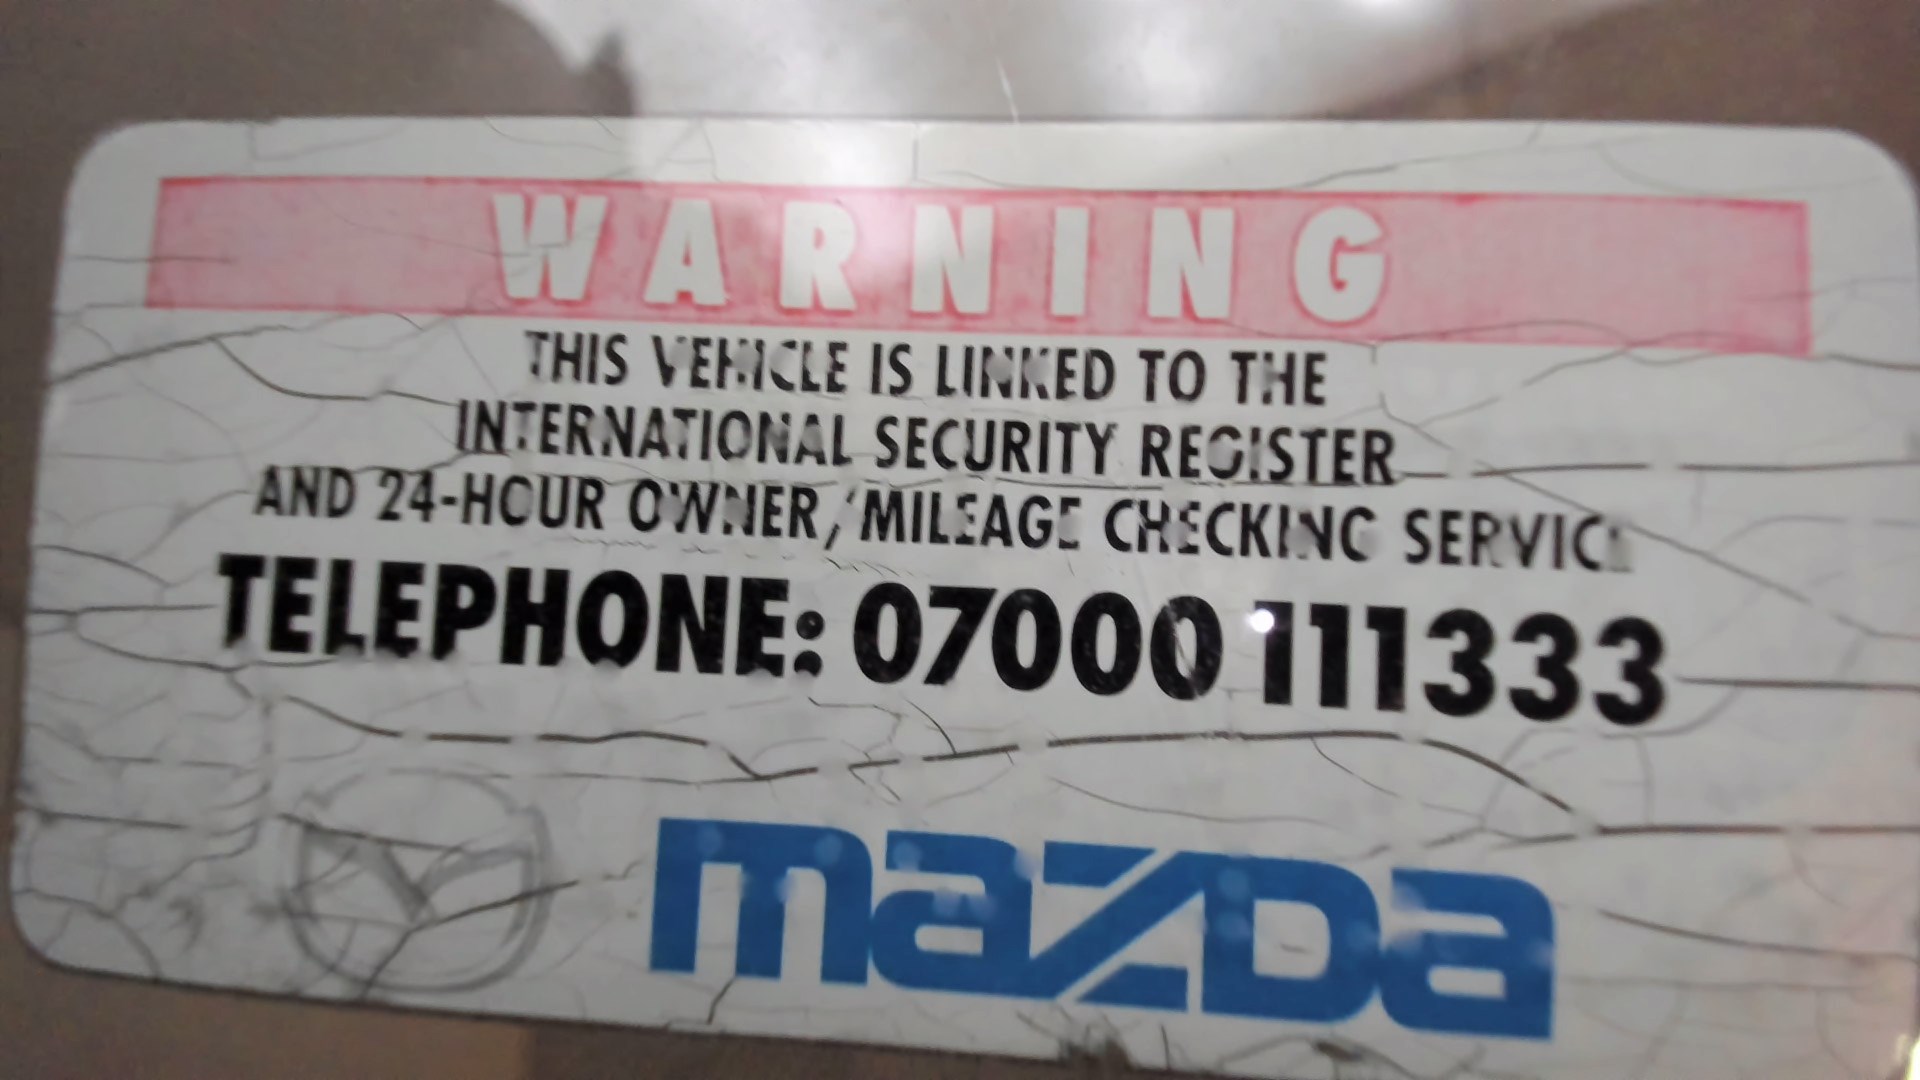 WARNING
THIS VEHICLE IS LINKED TO THE
INTERNATIONAL SECURITY REGISTER
AND 24-HOUR OWNER/MILEAGE CHECKING SERVICE
TELEPHONE: 07000 111333
mazda